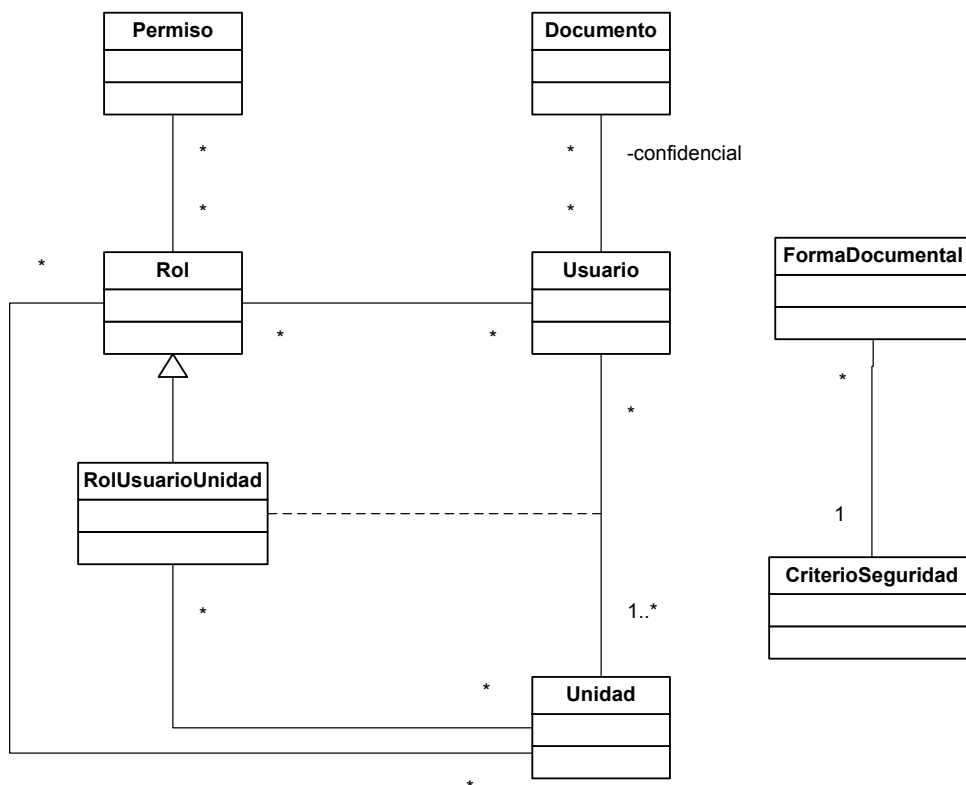 Permiso
Documento
*
*
-confidencial
*
*
*
Rol
Usuario
FormaDocumental
*
*
*
*
RolUsuarioUnidad
1
CriterioSeguridad
*
1..*
*
Unidad
*